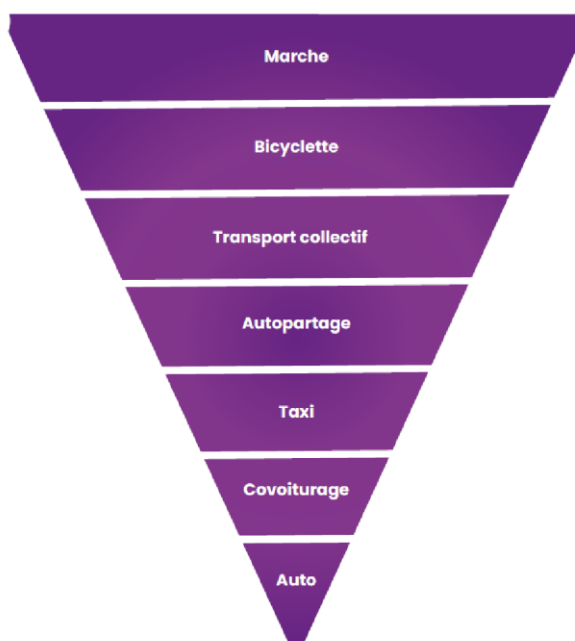 Marche
Bicyclette
Transport collectif
Autopartage
Taxi
Covoiturage
Auto